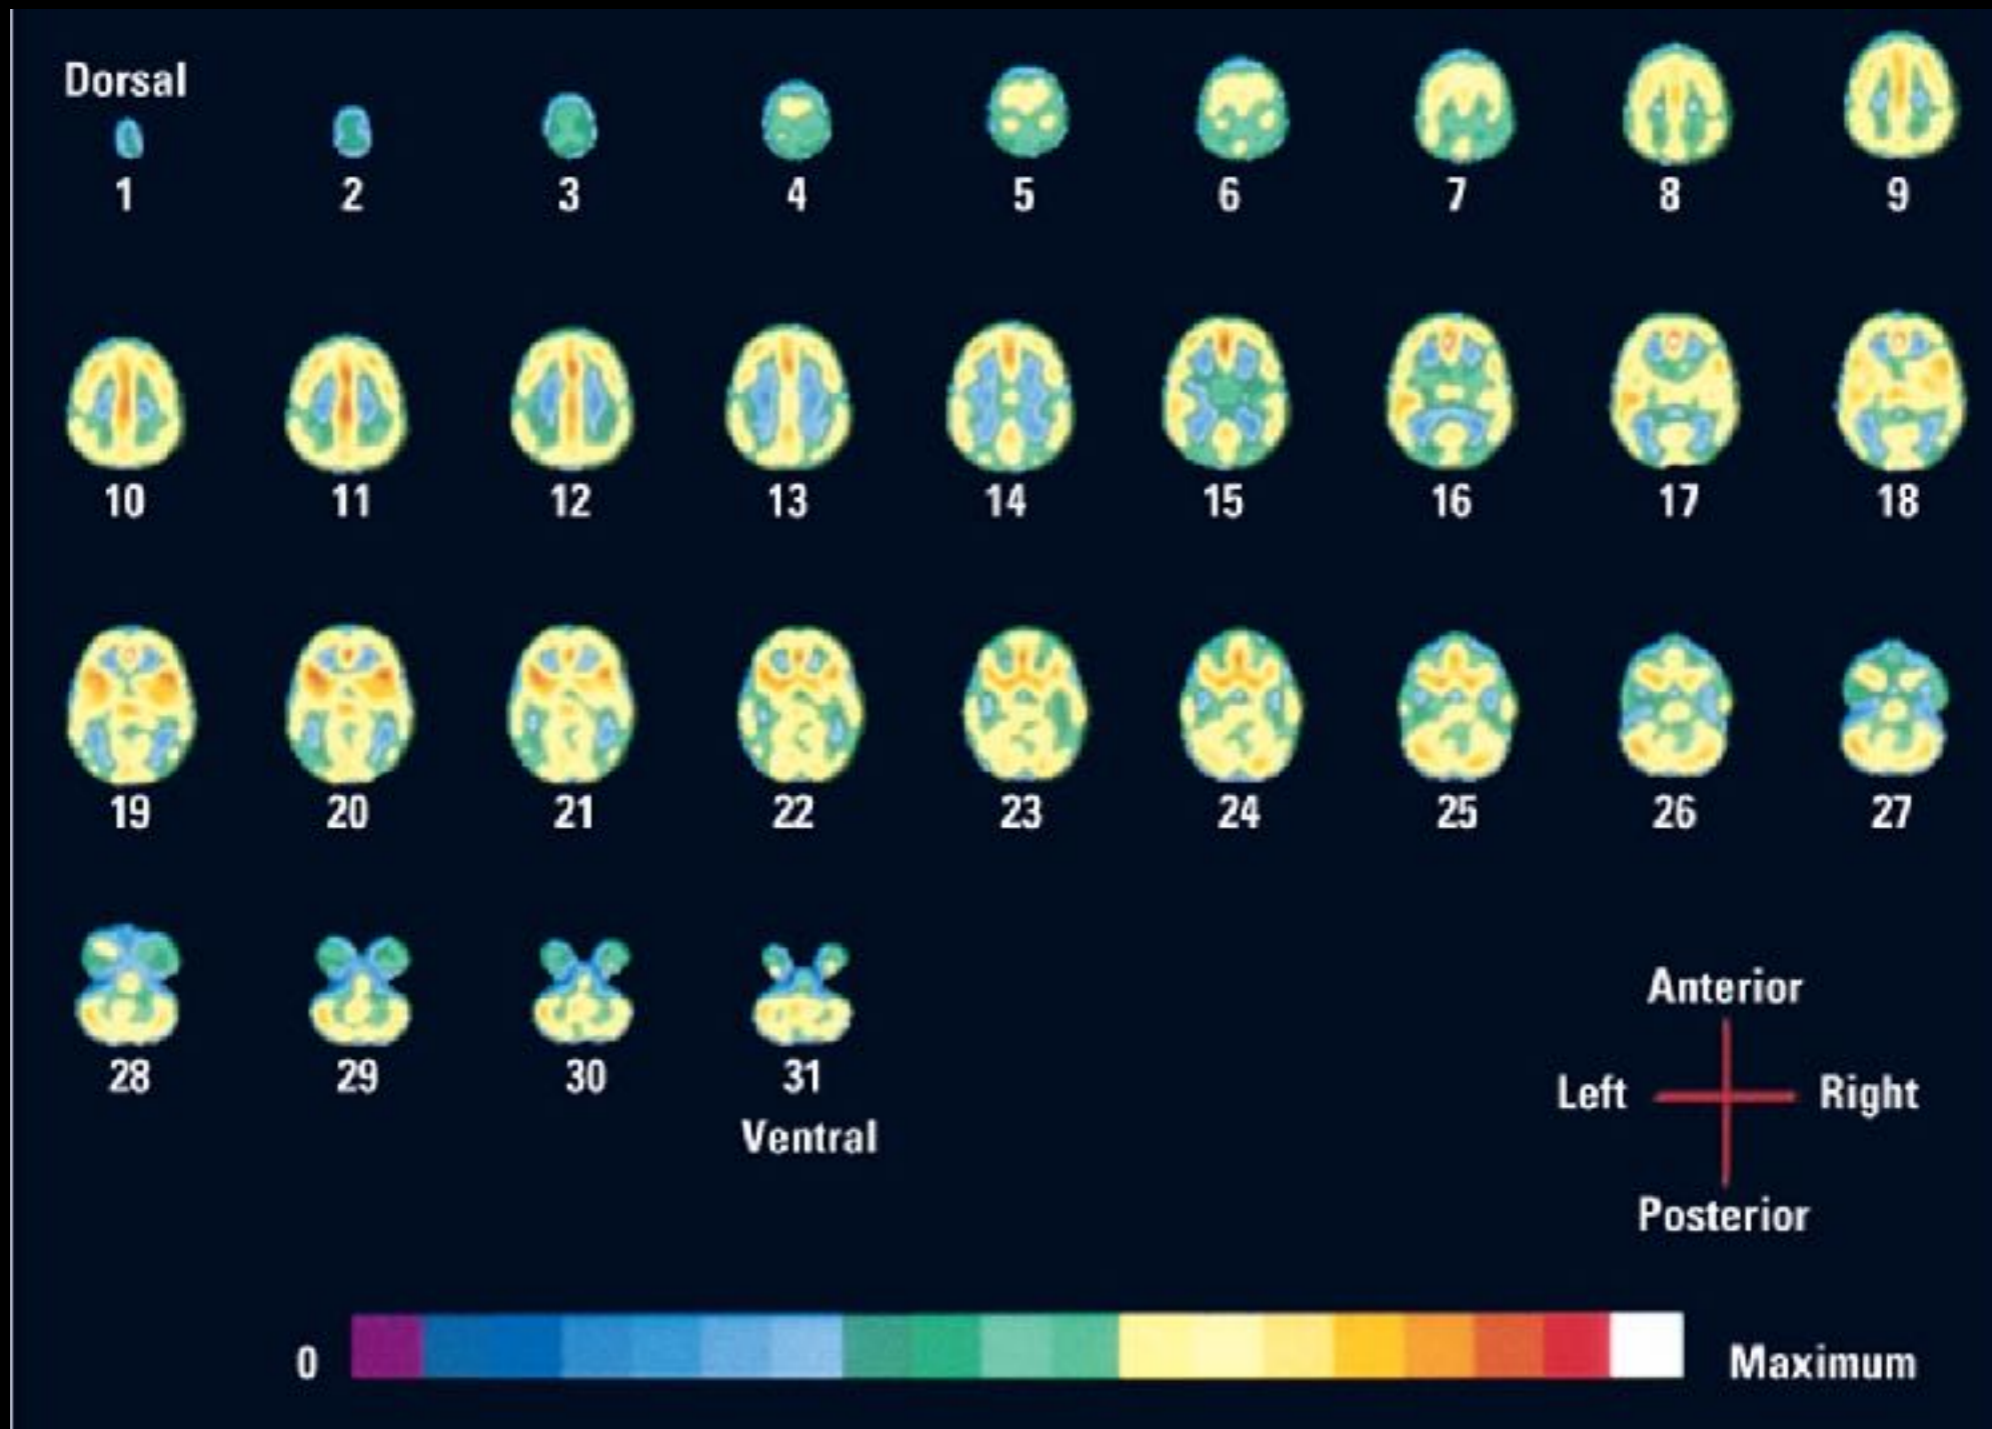 Dorsal
1 2 3 4 5 6 7 8 9
10 11 12 13 14 15 16 17 18
19 20 21 22 23 24 25 26 27
28 29 30 31
Ventral
Anterior
Left Right
Posterior
0 Maximum